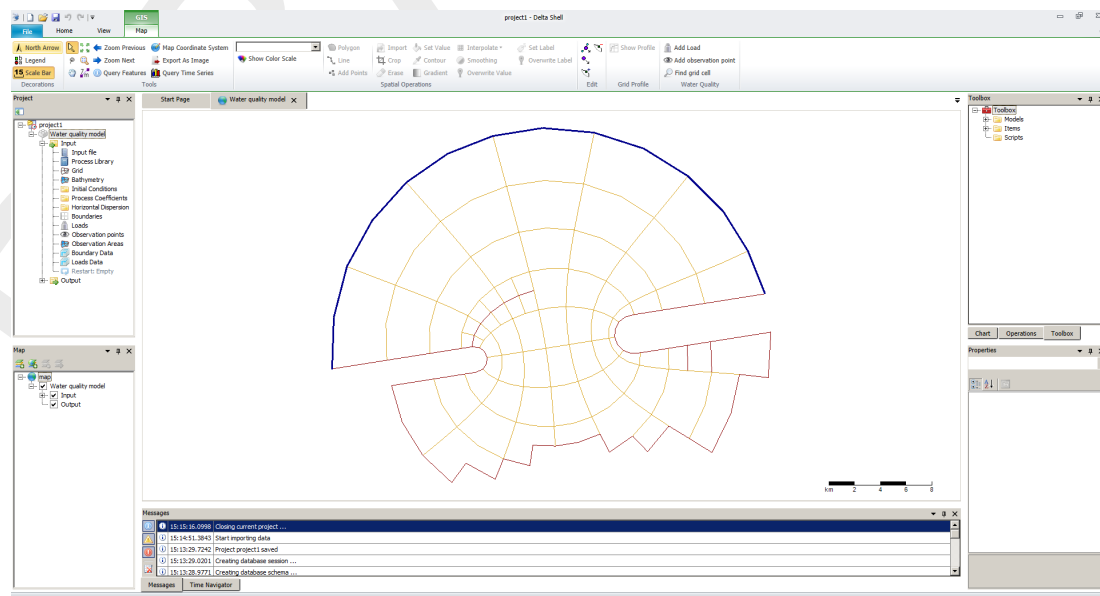 GIS
project1 - Delta Shell
File Home View Map
North Arrow Zoom Previous Map Coordinate System Polygon Import Set Value Interpolate Set Label Show Profile Add Load
Legend Zoom Next Export As Image Show Color Scale Line Crop Contour Smoothing Overwrite Label Add observation point
15 Scale Bar Query Features Query Time Series Add Points Erase Gradient Overwrite Value Find grid cell
Decorations Tools Spatial Operations Edit Grid Profile Water Quality
Project
project1
Water quality model
Input
Input file
Process Library
Grid
Bathymetry
Initial Conditions
Process Coefficients
Horizontal Dispersion
Boundaries
Loads
Observation points
Observation Areas
Boundary Data
Loads Data
Restart: Empty
Output
Map
map
Water quality model
Input
Output
Start Page Water quality model
km 2 4 6 8
Messages
15:15:16.0998 Closing current project ...
15:14:51.3843 Start importing data
15:13:29.7242 Project project1 saved
15:13:29.0201 Creating database session ...
15:13:28.9771 Creating database schema ...
Messages Time Navigator
Toolbox
Toolbox
Models
Items
Scripts
Chart Operations Toolbox
Properties